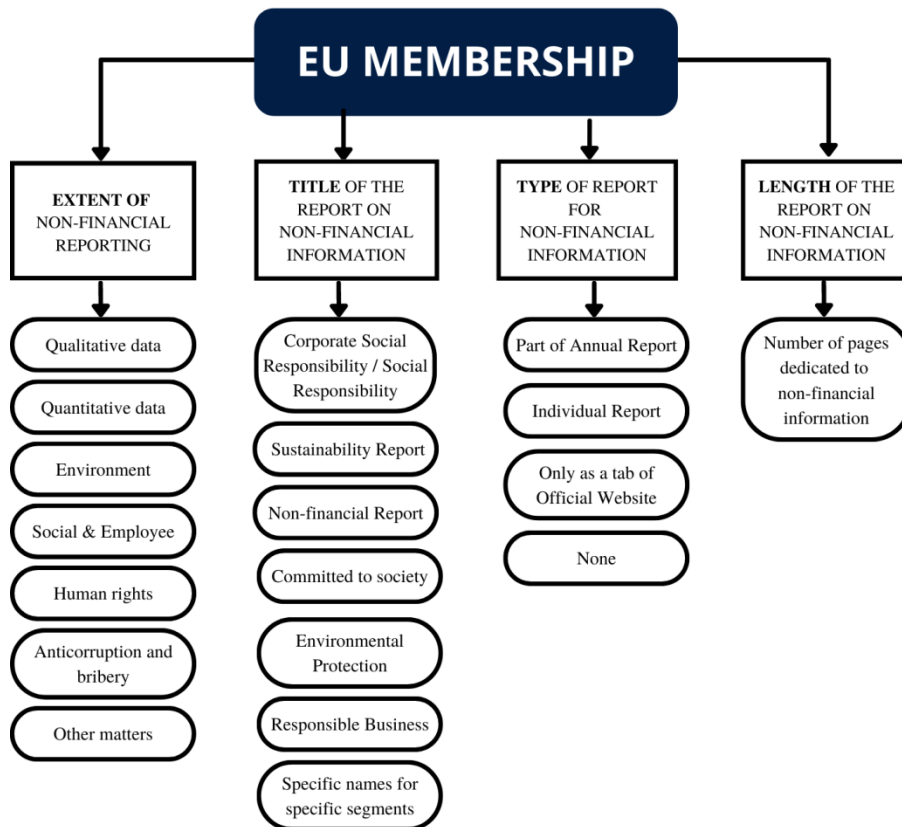 EU MEMBERSHIP
EXTENT OF
NON-FINANCIAL
REPORTING
Qualitative data
Quantitative data
Environment
Social & Employee
Human rights
Anticorruption and
bribery
Other matters
TITLE OF THE
REPORT ON
NON-FINANCIAL
INFORMATION
Corporate Social
Responsibility / Social
Responsibility
Sustainability Report
Non-financial Report
Committed to society
Environmental
Protection
Responsible Business
Specific names for
specific segments
TYPE OF REPORT
FOR
NON-FINANCIAL
INFORMATION
Part of Annual Report
Individual Report
Only as a tab of
Official Website
None
LENGTH OF THE
REPORT ON
NON-FINANCIAL
INFORMATION
Number of pages
dedicated to
non-financial
information